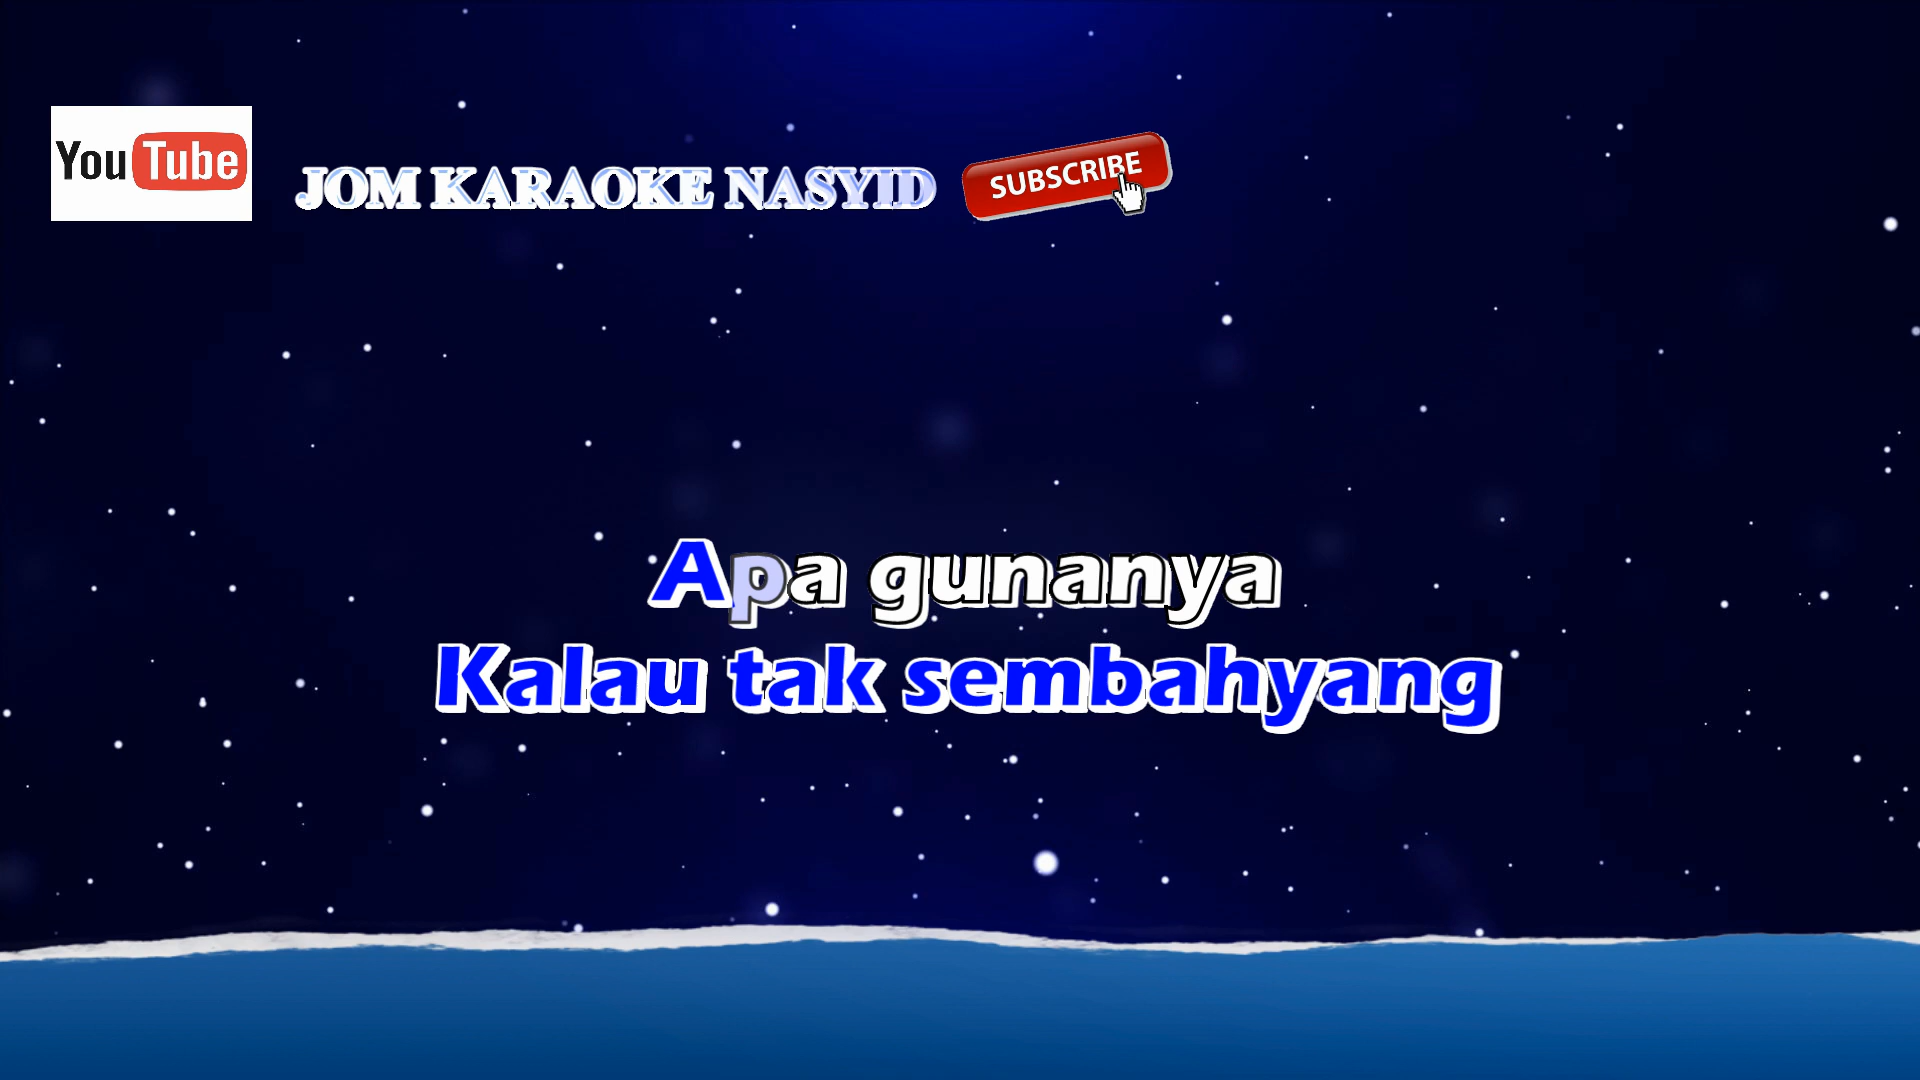 YouTube
JOM KARAOKE NASYID
SUBSCRIBE
Apa gunanya
Kalau tak sembahyang